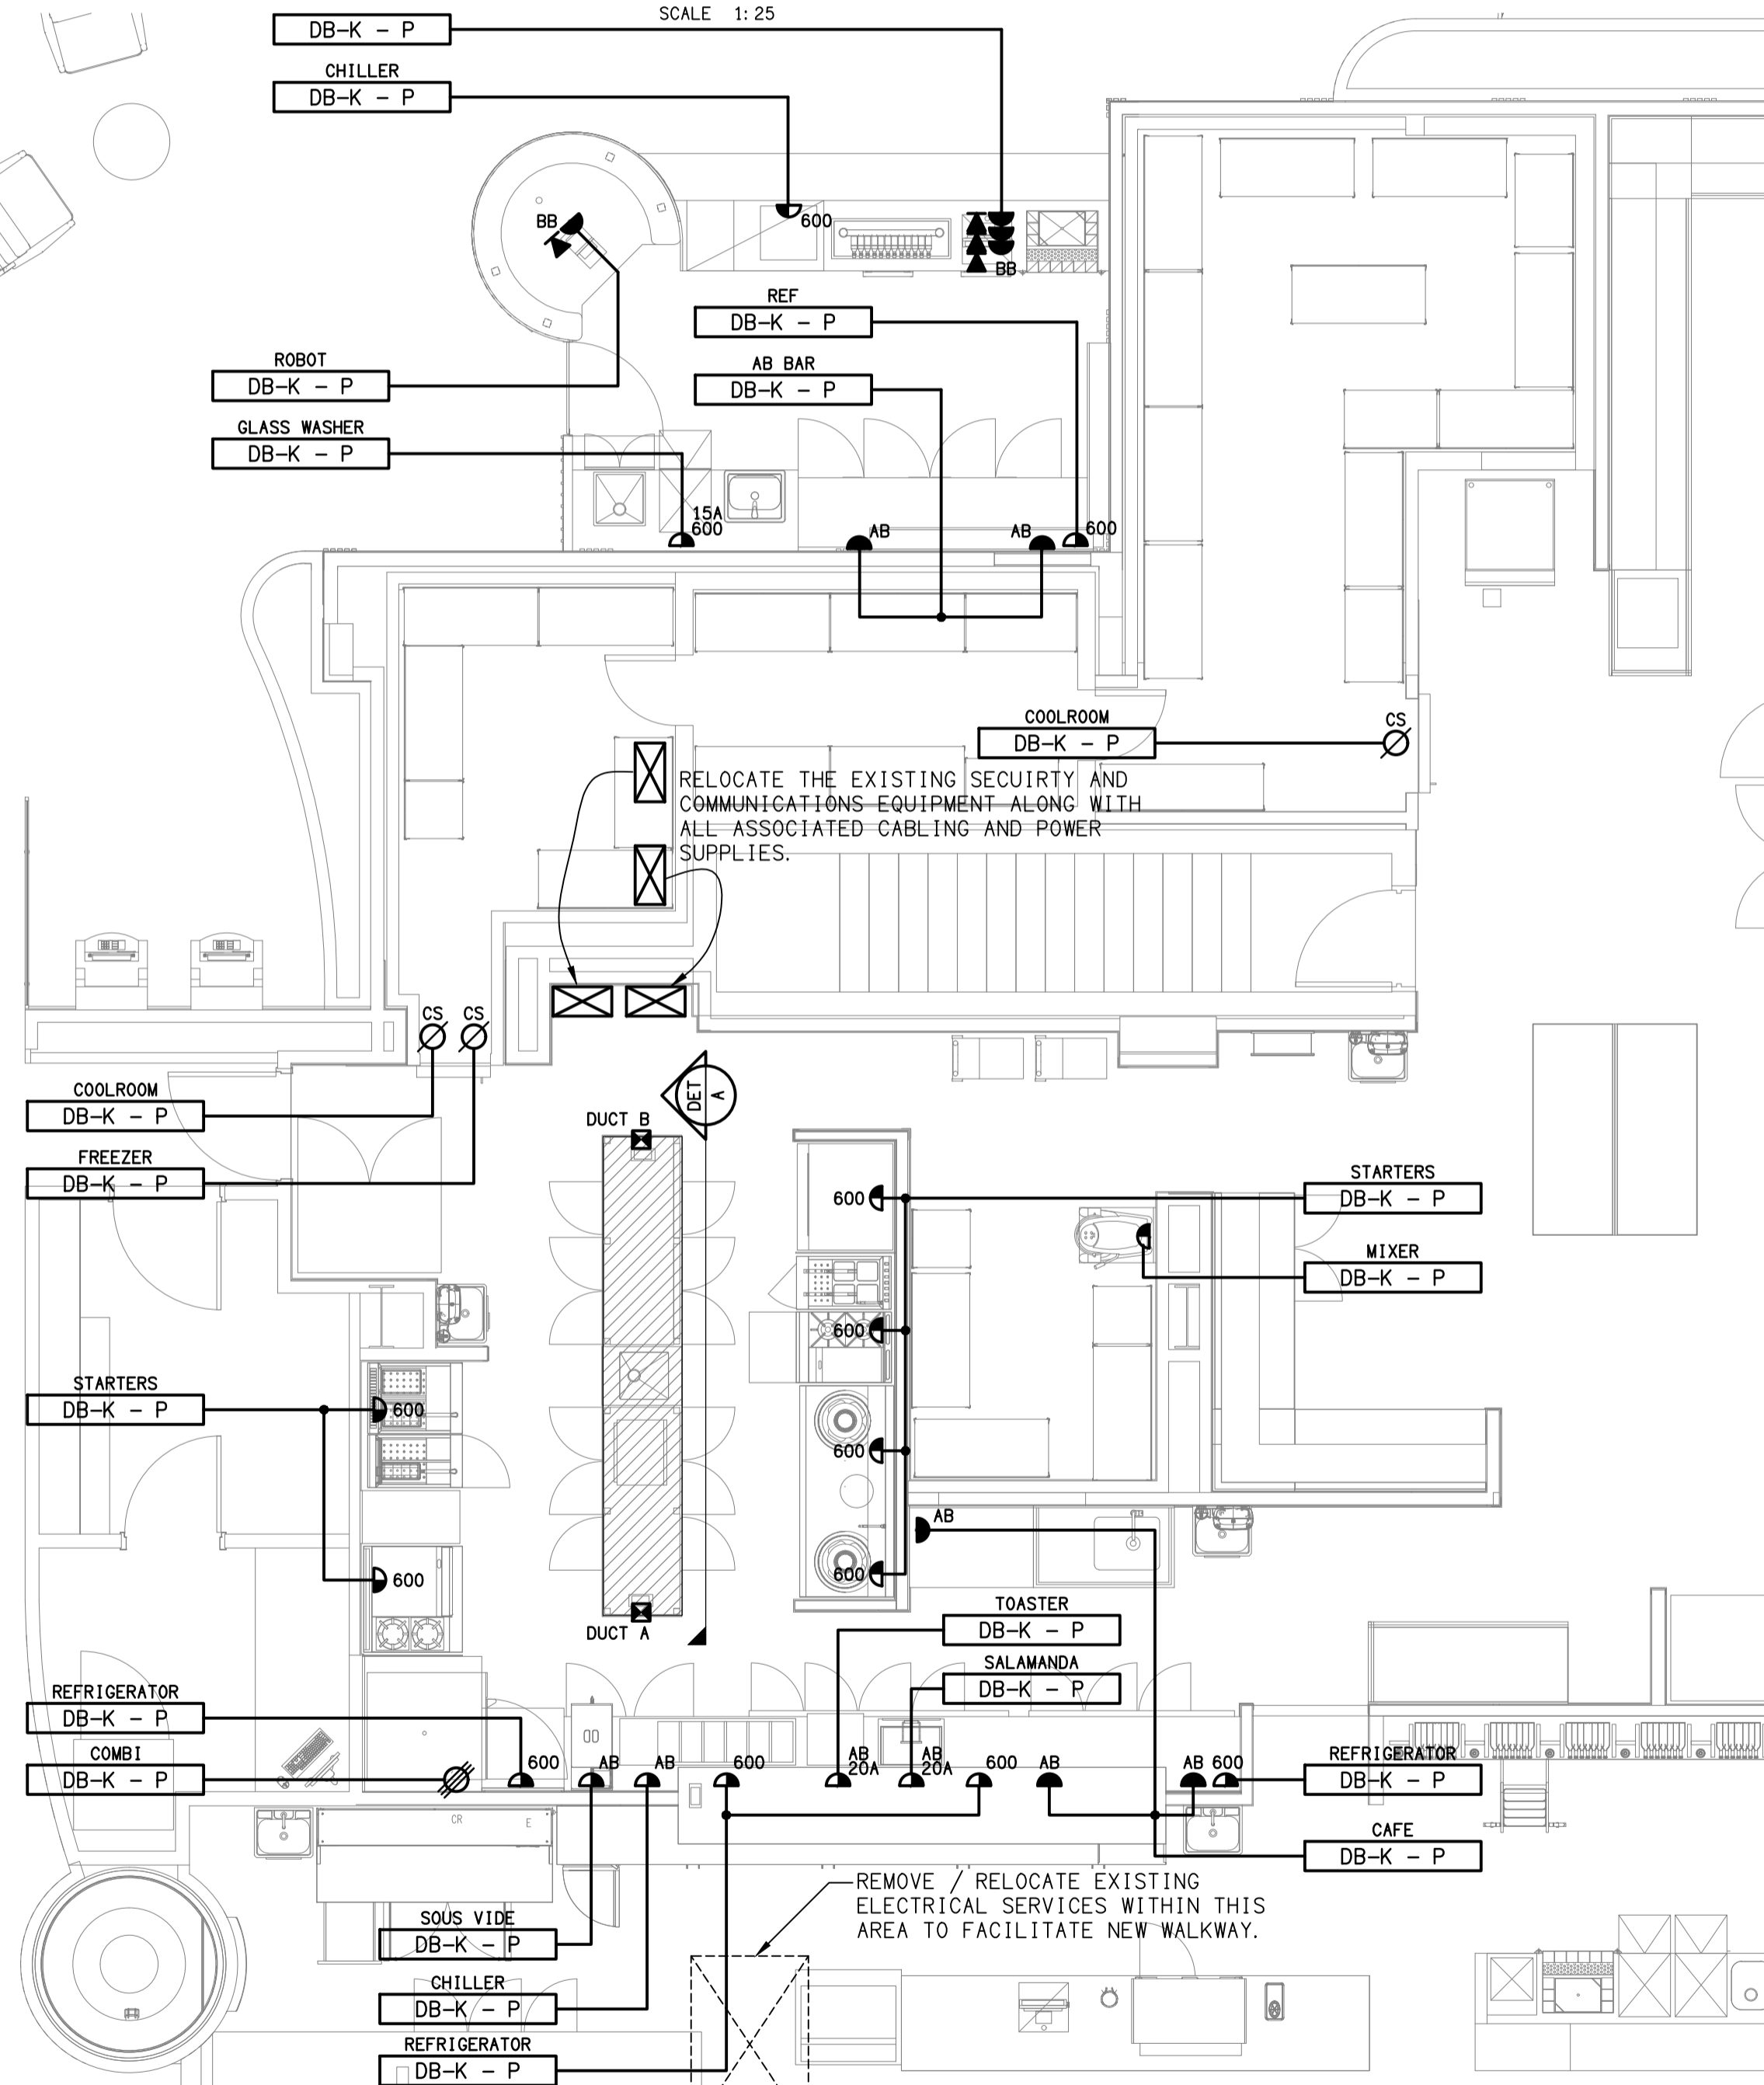 SCALE 1:25
DB-K - P
CHILLER
DB-K - P
BB
600
BB
REF
DB-K - P
ROBOT
DB-K - P
AB BAR
DB-K - P
GLASS WASHER
DB-K - P
15A
600
AB
AB
600
COOLROOM
DB-K - P
CS
RELOCATE THE EXISTING SECUIRTY AND
COMMUNICATIONS EQUIPMENT ALONG WITH
ALL ASSOCIATED CABLING AND POWER
SUPPLIES.
CS
CS
COOLROOM
DB-K - P
DET
A
DUCT B
FREEZER
DB-K - P
600
STARTERS
DB-K - P
MIXER
DB-K - P
600
STARTERS
DB-K - P
600
600
AB
600
600
TOASTER
DB-K - P
DUCT A
SALAMANDA
DB-K - P
REFRIGERATOR
DB-K - P
COMBI
DB-K - P
600
AB
AB
600
AB
20A
AB
20A
600
AB
AB
600
REFRIGERATOR
DB-K - P
CR
E
CAFE
DB-K - P
REMOVE / RELOCATE EXISTING
ELECTRICAL SERVICES WITHIN THIS
AREA TO FACILITATE NEW WALKWAY.
SOUS VIDE
DB-K - P
CHILLER
DB-K - P
REFRIGERATOR
DB-K - P